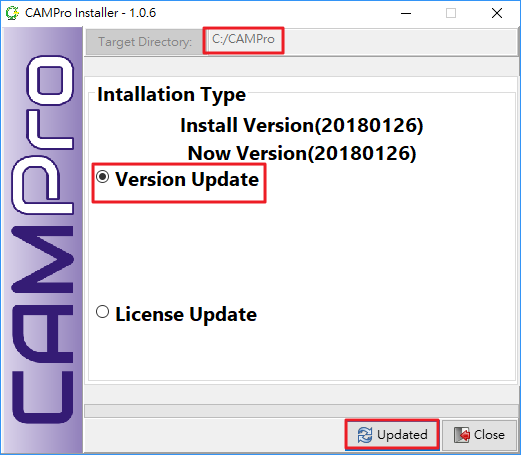 CAMPro Installer - 1.0.6
Target Directory:
C:/CAMPro
CAMPro
Intallation Type
Install Version(20180126)
Now Version(20180126)
Version Update
License Update
Updated
Close